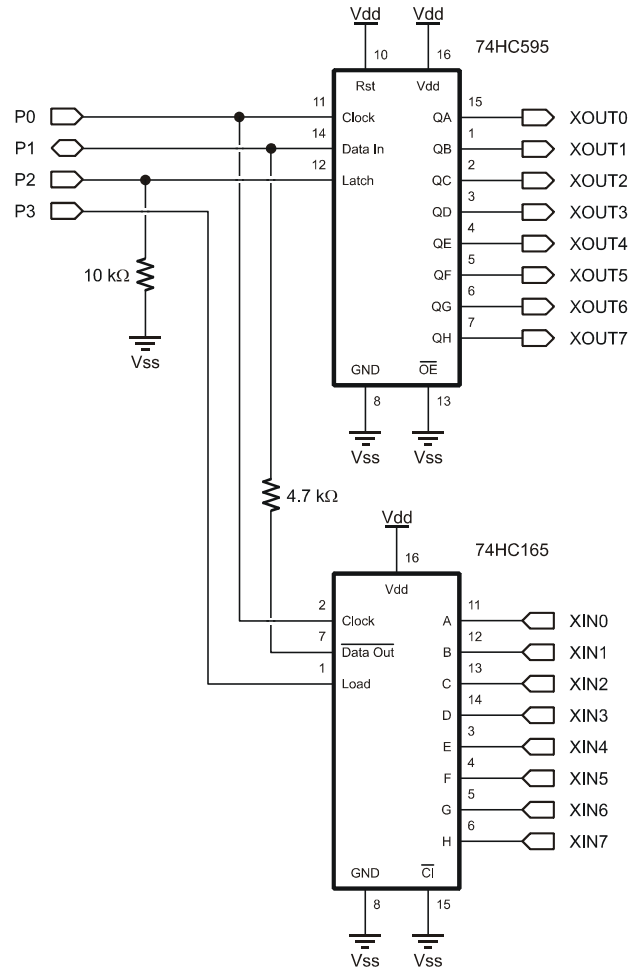 Vdd Vdd
74HC595
10 16
Rst Vdd
P0 11 Clock QA 15 XOUT0
P1 14 Data In QB 1 XOUT1
P2 12 Latch QC 2 XOUT2
P3 QD 3 XOUT3
QE 4 XOUT4
10 kΩ QF 5 XOUT5
QG 6 XOUT6
QH 7 XOUT7
Vss
GND OE
8 13
Vss Vss
4.7 kΩ
Vdd
74HC165
16
Vdd
2 Clock A 11 XIN0
7 Data Out B 12 XIN1
1 Load C 13 XIN2
D 14 XIN3
E 3 XIN4
F 4 XIN5
G 5 XIN6
H 6 XIN7
GND CI
8 15
Vss Vss